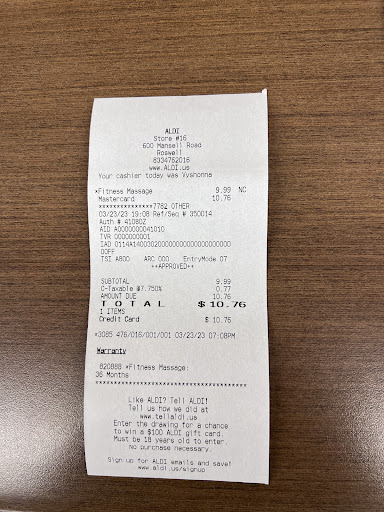 ALDI
Store #16
600 Mansell Road
Roswell
8334762016
www.ALDI.us
Your cashier today was Vyshonna
*Fitness Massage 9.99 NC
Mastercard 10.76
***************7782 OTHER
03/23/23 19:08 Ref/Seq # 350014
Auth # 41080Z
AID A0000000041010
TVR 0000000001
IAD 0114A14003020000000000000000000000
00FF
TSI A800 ARC 000 EntryMode 07
**APPROVED**
SUBTOTAL 9.99
C-Taxable @7.750% 0.77
AMOUNT DUE 10.76
TOTAL $10.76
1 ITEMS
Credit Card $ 10.76
*3085 476/016/001/001 03/23/23 07:08PM
Warranty
820888 *Fitness Massage:
36 Months
****************************************
Like ALDI? Tell ALDI!
Tell us how we did at
www.tellaldi.us
Enter the drawing for a chance
to win a $100 ALDI gift card.
Must be 18 years old to enter.
No purchase necessary.
Sign up for ALDI emails and save!
www.aldi.us/signup